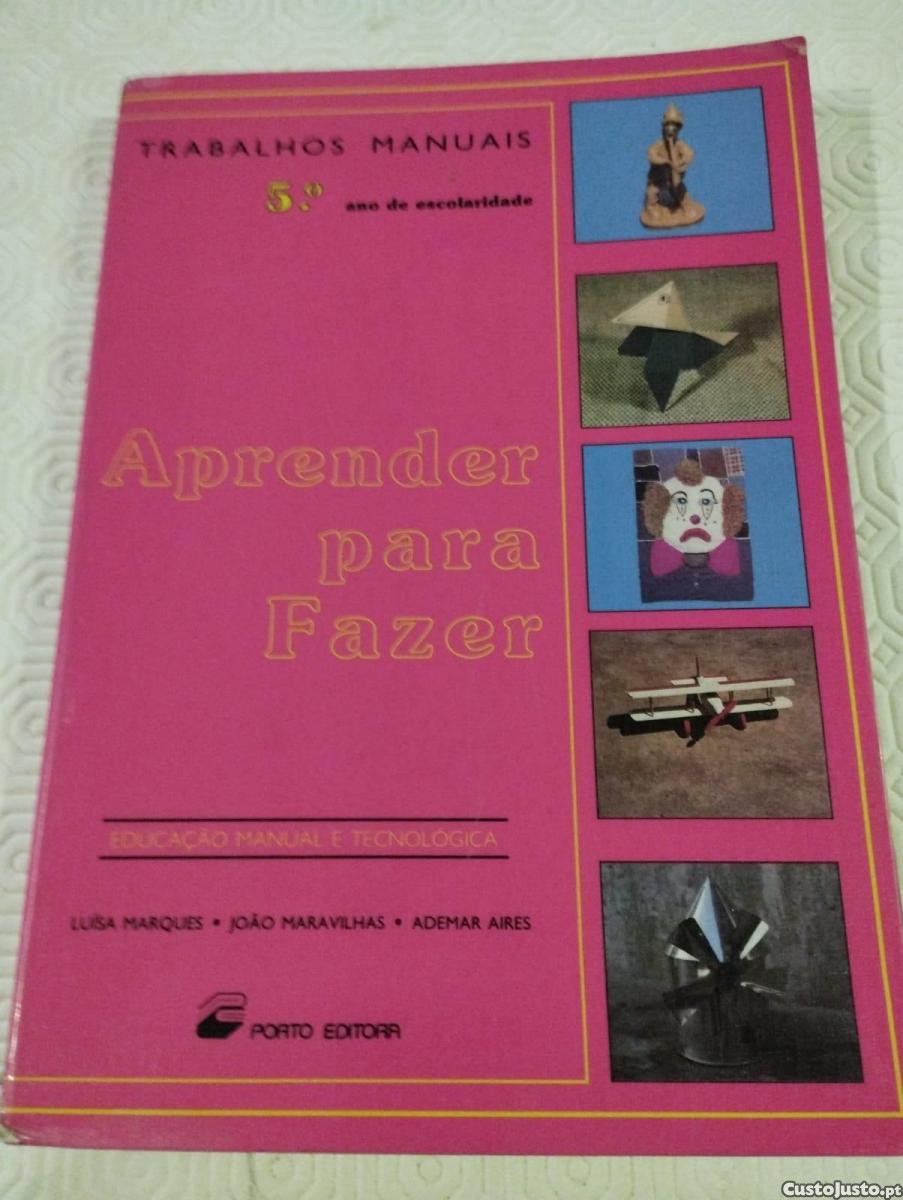 TRABALHOS MANUAIS
5.º ano de escolaridade
Aprender
para
Fazer
EDUCAÇÃO MANUAL E TECNOLÓGICA
LUÍSA MARQUES • JOÃO MARAVILHAS • ADEMAR AIRES
PORTO EDITORA
CustoJusto.pt